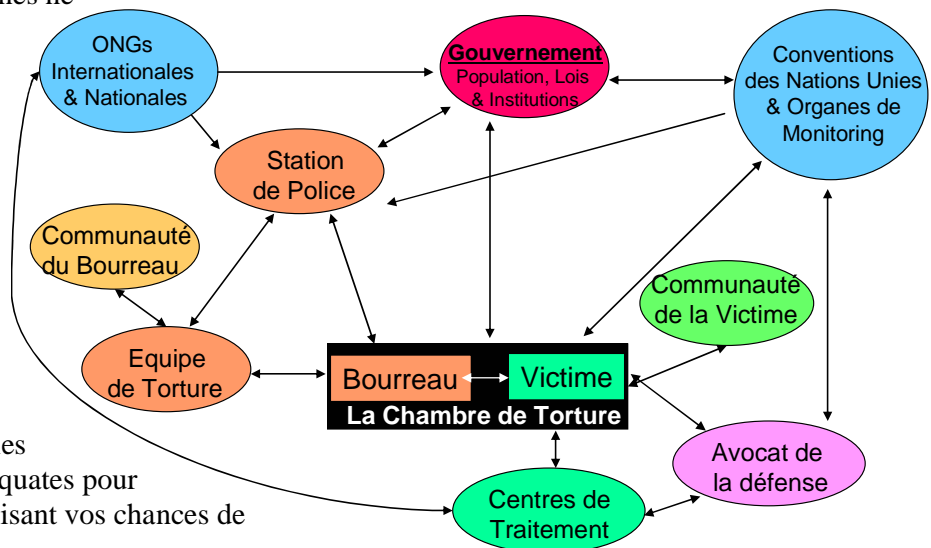 ONGs
Internationales
& Nationales
Gouvernement
Population, Lois
& Institutions
Conventions
des Nations Unies
& Organes de
Monitoring
Station
de Police
Communauté
du Bourreau
Communauté
de la Victime
Equipe
de Torture
Bourreau
Victime
La Chambre de Torture
Avocat de
la défense
Centres de
Traitement
quates pour
isant vos chances de